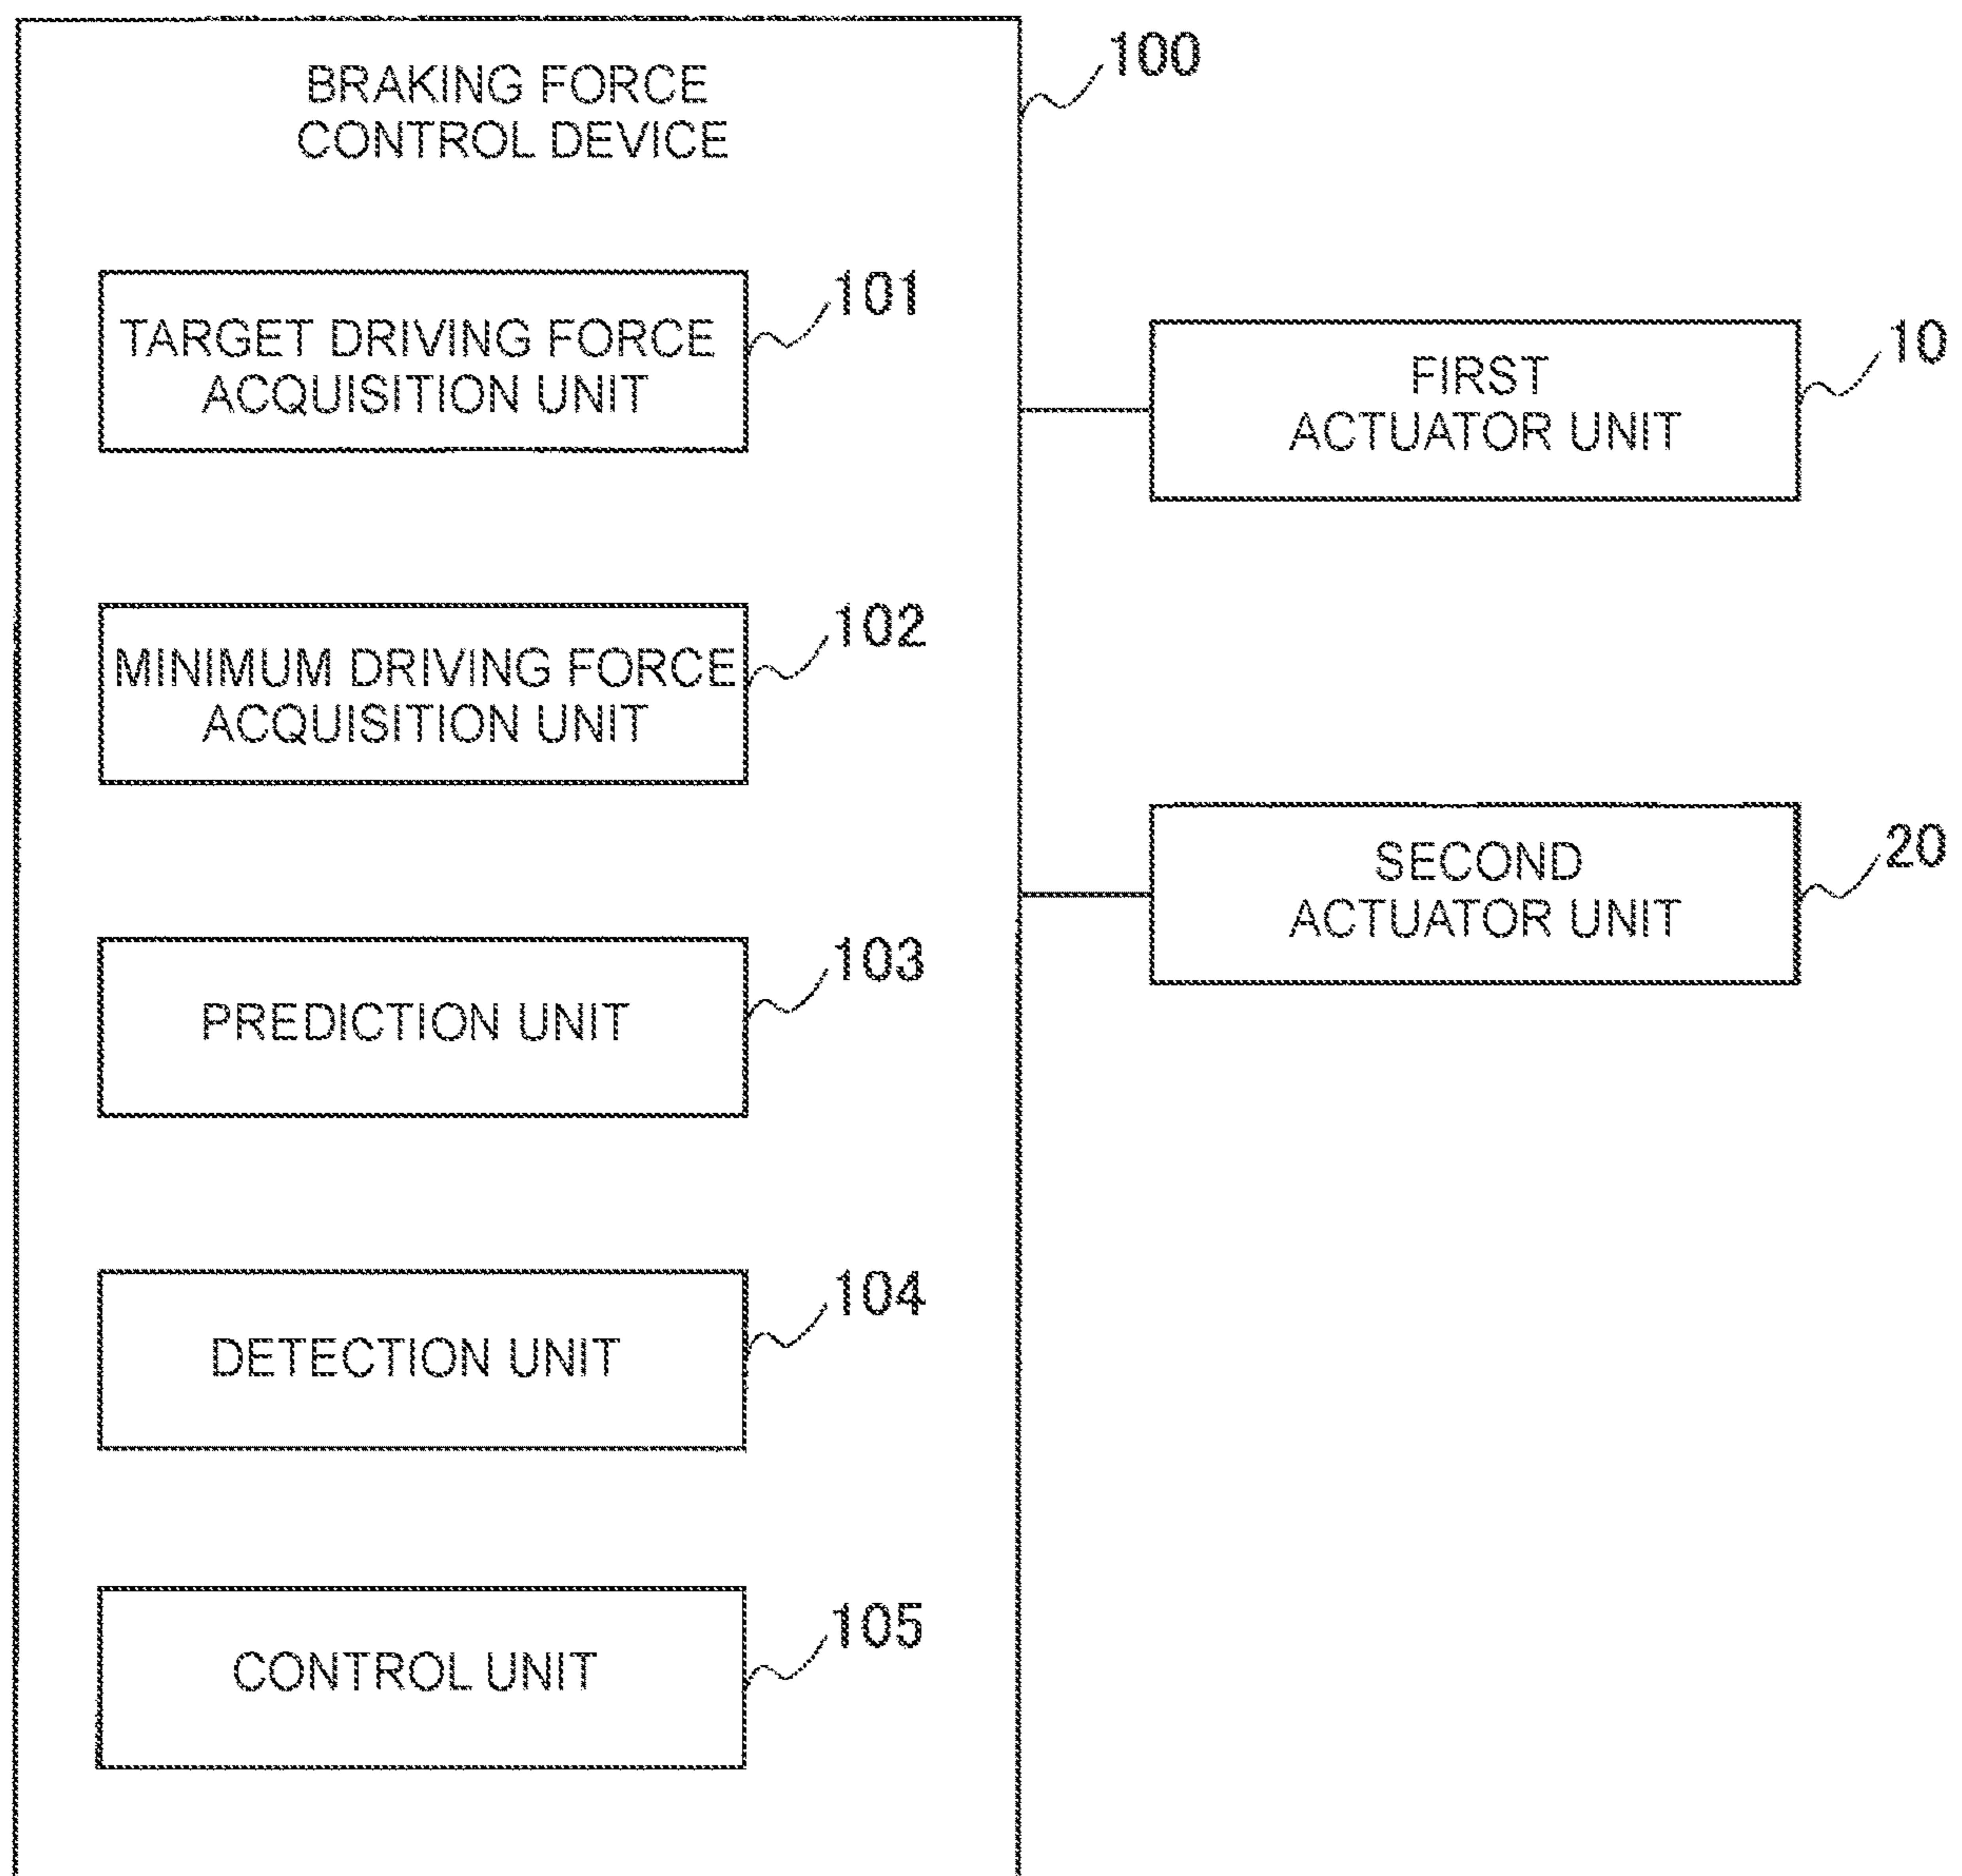 BRAKING FORCE
CONTROL DEVICE
100
TARGET DRIVING FORCE
ACQUISITION UNIT
101
MINIMUM DRIVING FORCE
ACQUISITION UNIT
102
PREDICTION UNIT
103
DETECTION UNIT
104
CONTROL UNIT
105
FIRST
ACTUATOR UNIT
10
SECOND
ACTUATOR UNIT
20